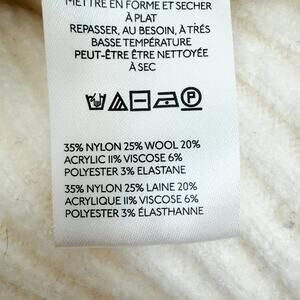 METTRE EN FORME ET SECHER
À PLAT
REPASSER, AU BESOIN, À TRÉS
BASSE TEMPÉRATURE
PEUT-ÊTRE ÊTRE NETTOYÉ
À SEC
P
35% NYLON 25% WOOL 20%
ACRYLIC 11% VISCOSE 6%
POLYESTER 3% ELASTANE
35% NYLON 25% LAINE 20%
ACRYLIQUE 11% VISCOSE 6%
POLYESTER 3% ÉLASTHANNE